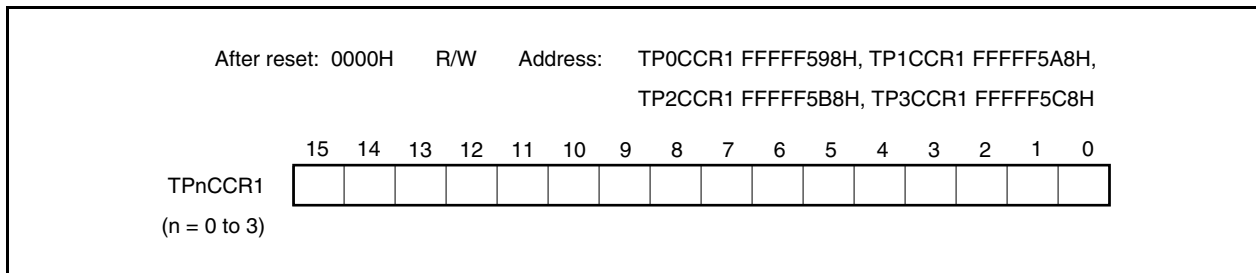 After reset: 0000H R/W Address: TP0CCR1 FFFFF598H, TP1CCR1 FFFFF5A8H,
TP2CCR1 FFFFF5B8H, TP3CCR1 FFFFF5C8H
15 14 13 12 11 10 9 8 7 6 5 4 3 2 1 0
TPnCCR1
(n = 0 to 3)